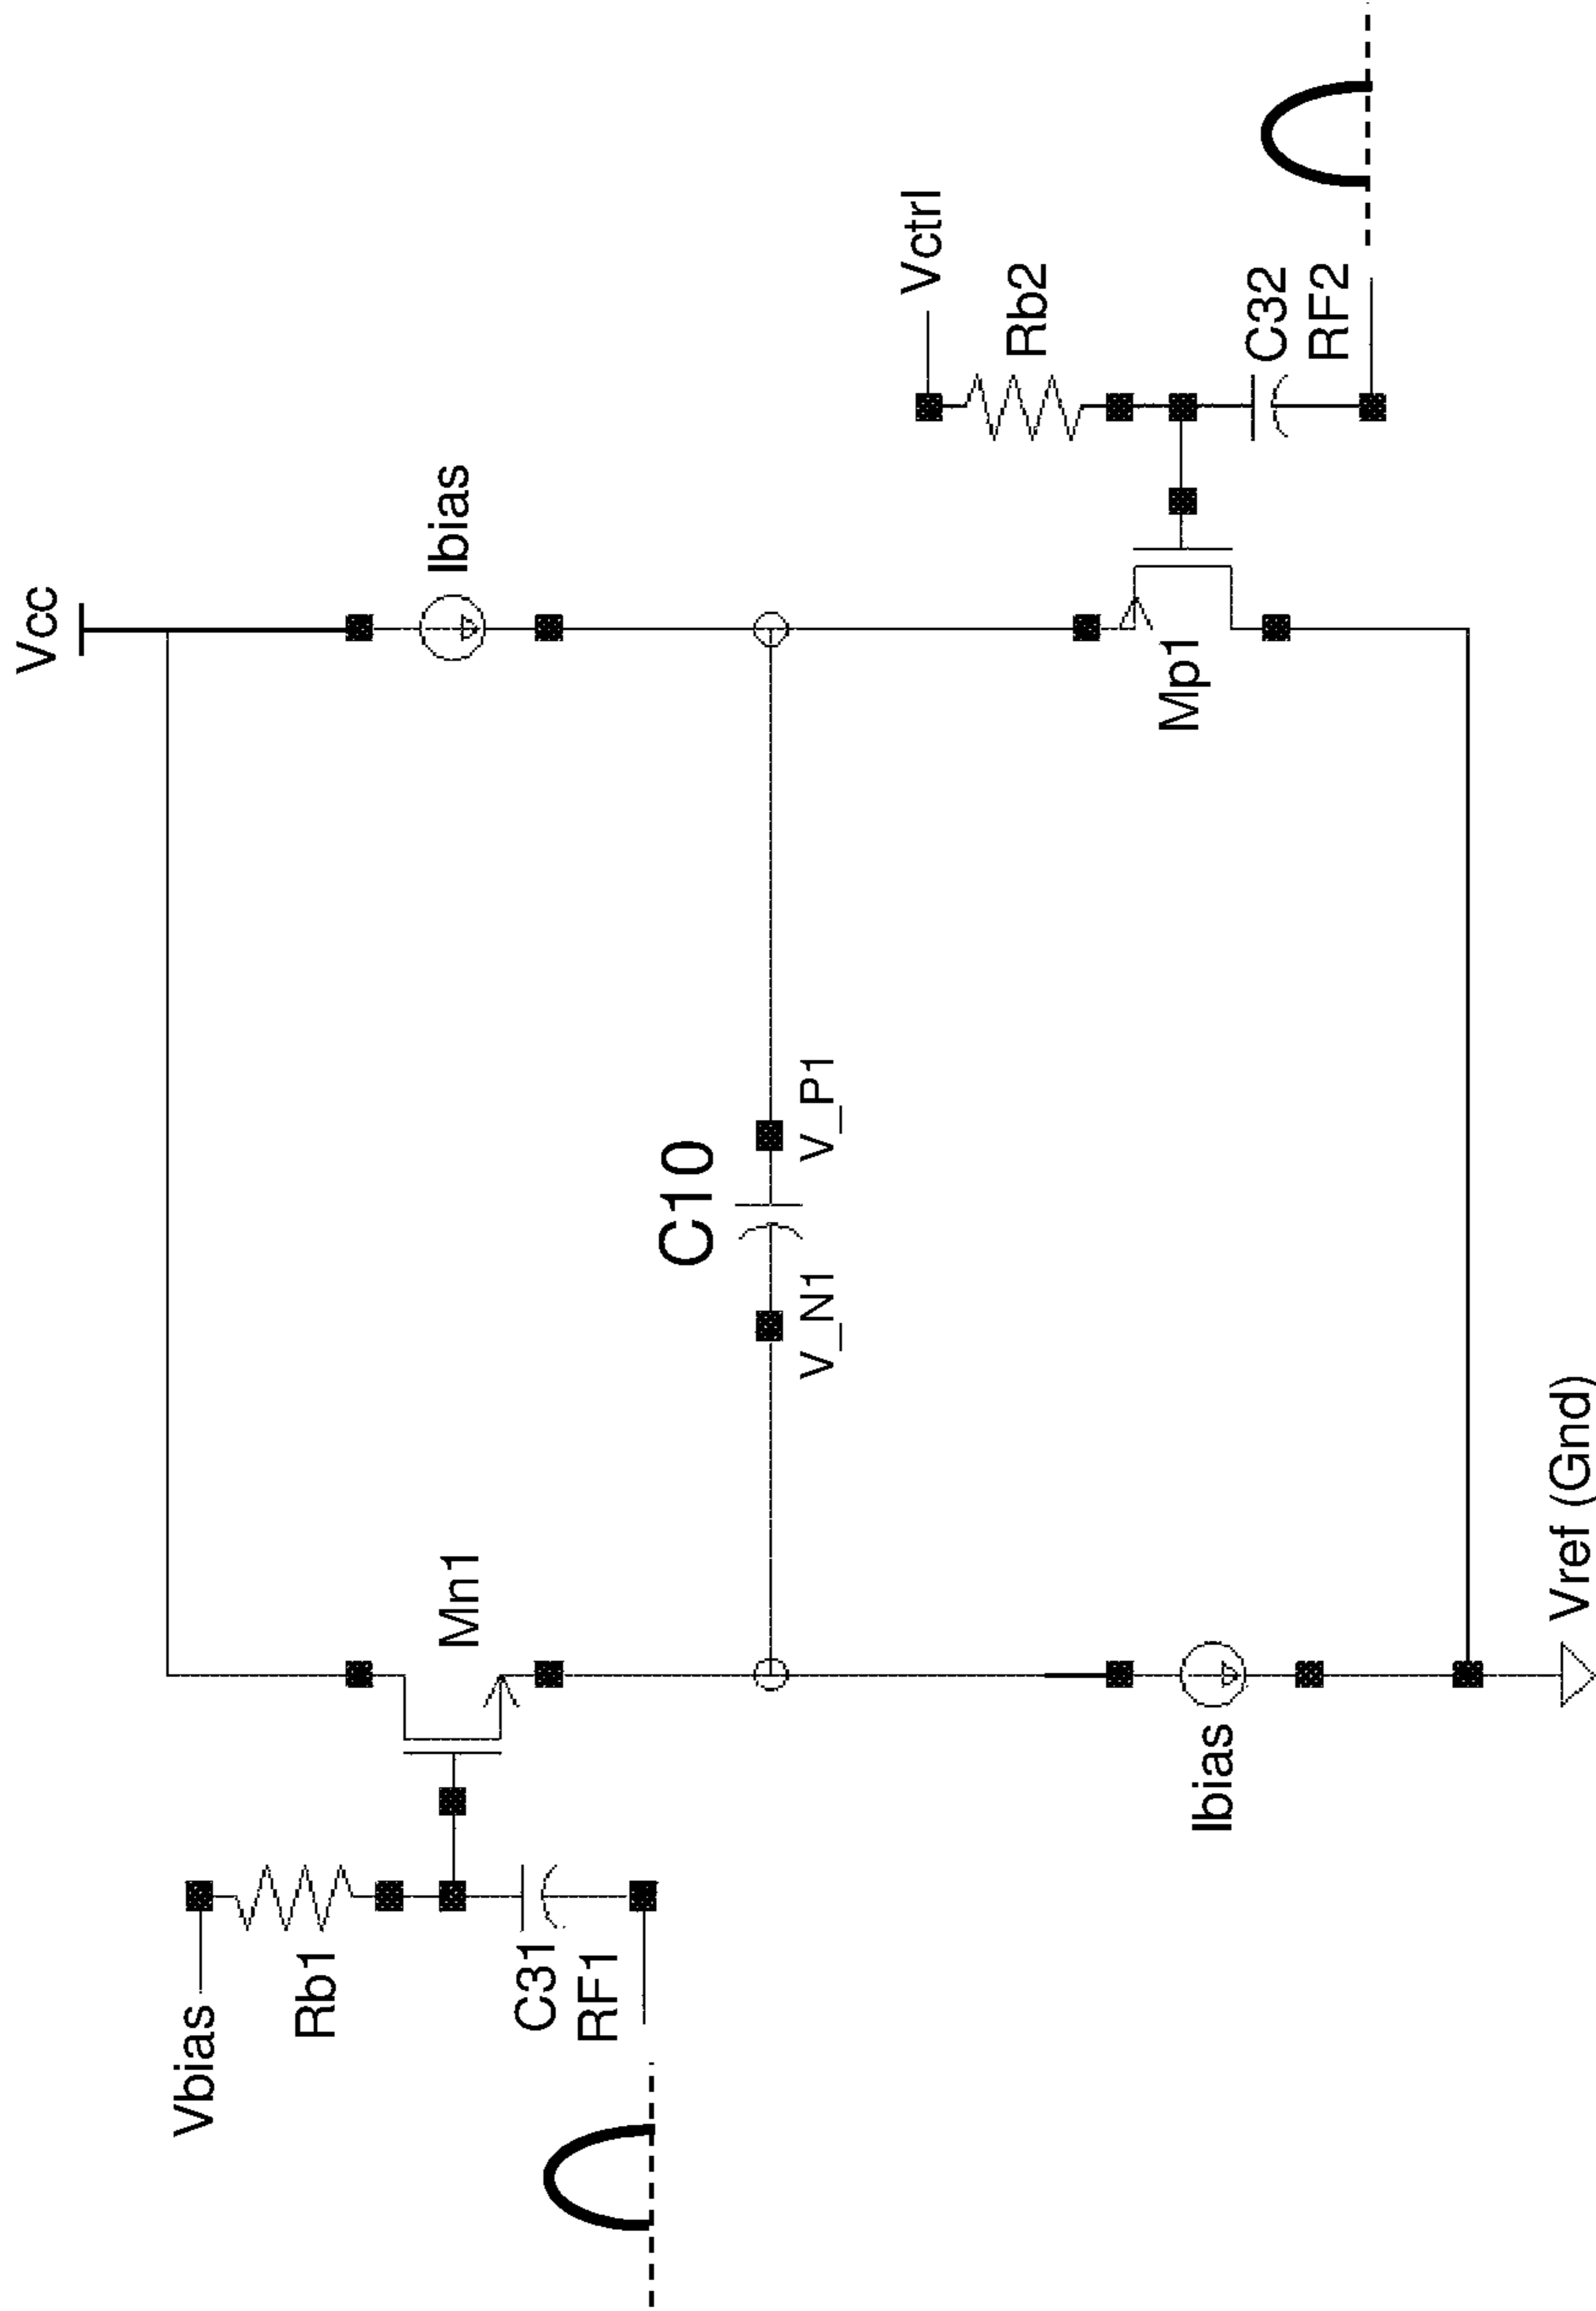 Vcc
Vbias
Rb1
C31
RF1
Mn1
Ibias
C10
V_N1
V_P1
Vctrl
Rb2
C32
RF2
Mp1
Ibias
Vref (Gnd)